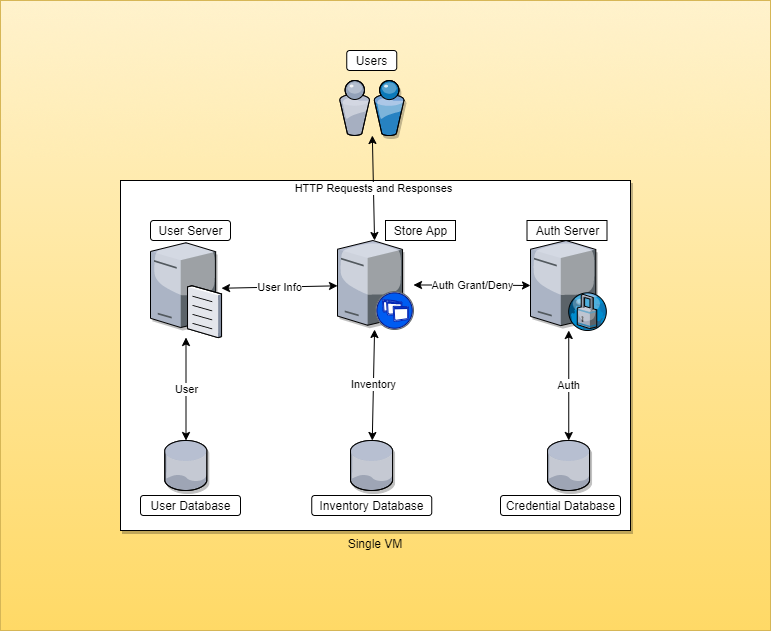 Users
HTTP Requests and Responses
User Server
Store App
Auth Server
User Info
Auth Grant/Deny
User
Inventory
Auth
User Database
Inventory Database
Credential Database
Single VM